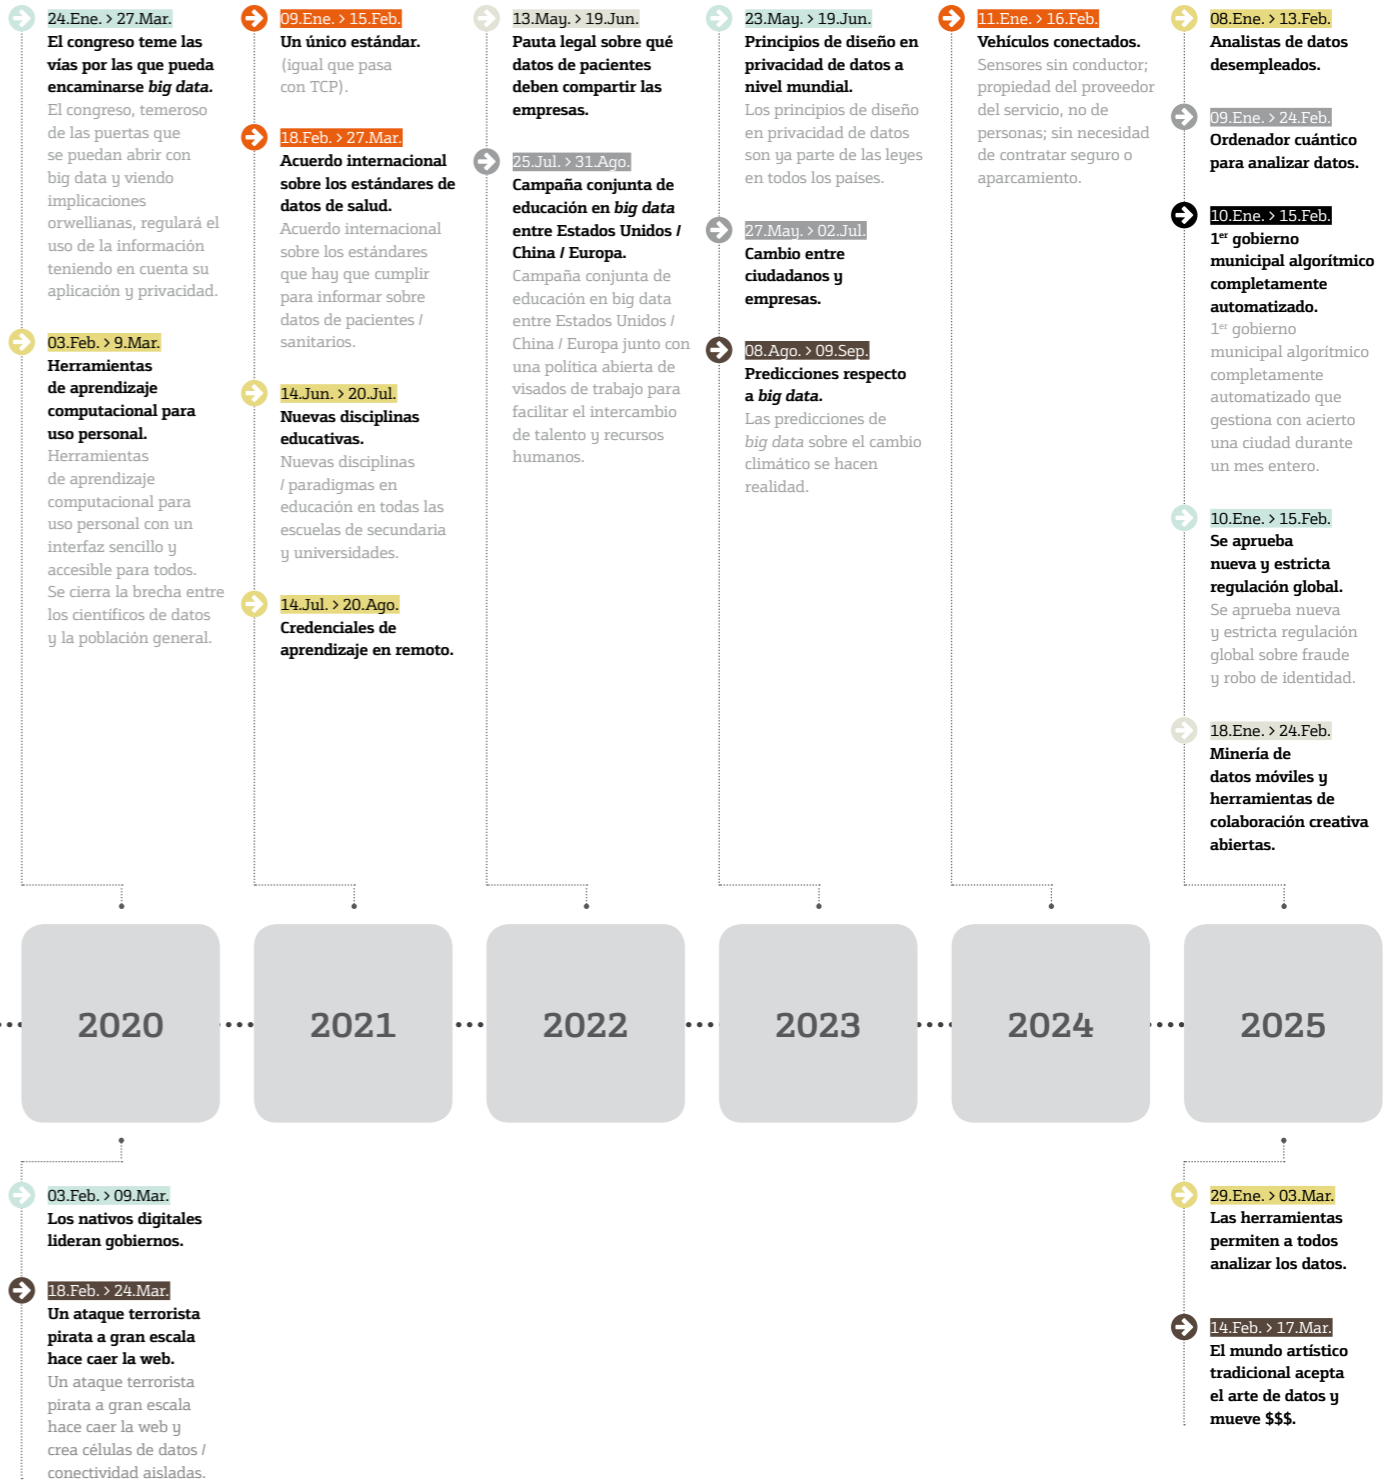 24.Ene. > 27.Mar.
El congreso teme las
vías por las que pueda
encaminarse big data.
El congreso, temeroso
de las puertas que
se puedan abrir con
big data y viendo
implicaciones
orwellianas, regulará el
uso de la información
teniendo en cuenta su
aplicación y privacidad.
03.Feb. > 9.Mar.
Herramientas
de aprendizaje
computacional para
uso personal.
Herramientas
de aprendizaje
computacional para
uso personal con un
interfaz sencillo y
accesible para todos.
Se cierra la brecha entre
los científicos de datos
y la población general.
09.Ene. > 15.Feb.
Un único estándar.
(igual que pasa
con TCP).
18.Feb. > 27.Mar.
Acuerdo internacional
sobre los estándares de
datos de salud.
Acuerdo internacional
sobre los estándares
que hay que cumplir
para informar sobre
datos de pacientes /
sanitarios.
14.Jun. > 20.Jul.
Nuevas disciplinas
educativas.
Nuevas disciplinas
/ paradigmas en
educación en todas las
escuelas de secundaria
y universidades.
14.Jul. > 20.Ago.
Credenciales de
aprendizaje en remoto.
13.May. > 19.Jun.
Pauta legal sobre qué
datos de pacientes
deben compartir las
empresas.
25.Jul. > 31.Ago.
Campaña conjunta de
educación en big data
entre Estados Unidos /
China / Europa.
Campaña conjunta de
educación en big data
entre Estados Unidos /
China / Europa junto con
una política abierta de
visados de trabajo para
facilitar el intercambio
de talento y recursos
humanos.
23.May. > 19.Jun.
Principios de diseño en
privacidad de datos a
nivel mundial.
Los principios de diseño
en privacidad de datos
son ya parte de las leyes
en todos los países.
27.May. > 02.Jul.
Cambio entre
ciudadanos y
empresas.
08.Ago. > 09.Sep.
Predicciones respecto
a big data.
Las predicciones de
big data sobre el cambio
climático se hacen
realidad.
11.Ene. > 16.Feb.
Vehículos conectados.
Sensores sin conductor;
propiedad del proveedor
del servicio, no de
personas; sin necesidad
de contratar seguro o
aparcamiento.
08.Ene. > 13.Feb.
Analistas de datos
desempleados.
09.Ene. > 24.Feb.
Ordenador cuántico
para analizar datos.
10.Ene. > 15.Feb.
1er gobierno
municipal algorítmico
completamente
automatizado.
1er gobierno
municipal algorítmico
completamente
automatizado que
gestiona con acierto
una ciudad durante
un mes entero.
10.Ene. > 15.Feb.
Se aprueba
nueva y estricta
regulación global.
Se aprueba nueva
y estricta regulación
global sobre fraude
y robo de identidad.
18.Ene. > 24.Feb.
Minería de
datos móviles y
herramientas de
colaboración creativa
abiertas.
2020
2021
2022
2023
2024
2025
03.Feb. > 09.Mar.
Los nativos digitales
lideran gobiernos.
18.Feb. > 24.Mar.
Un ataque terrorista
pirata a gran escala
hace caer la web.
Un ataque terrorista
pirata a gran escala
hace caer la web y
crea células de datos /
conectividad aisladas.
29.Ene. > 03.Mar.
Las herramientas
permiten a todos
analizar los datos.
14.Feb. > 17.Mar.
El mundo artístico
tradicional acepta
el arte de datos y
mueve $$$.